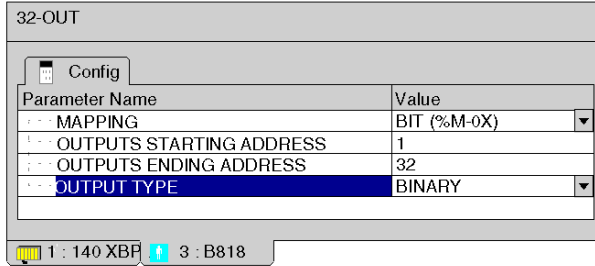 32-OUT
Config
Parameter Name Value
MAPPING BIT (%M-0X)
OUTPUTS STARTING ADDRESS 1
OUTPUTS ENDING ADDRESS 32
OUTPUT TYPE BINARY
1 : 140 XBP 3 : B818